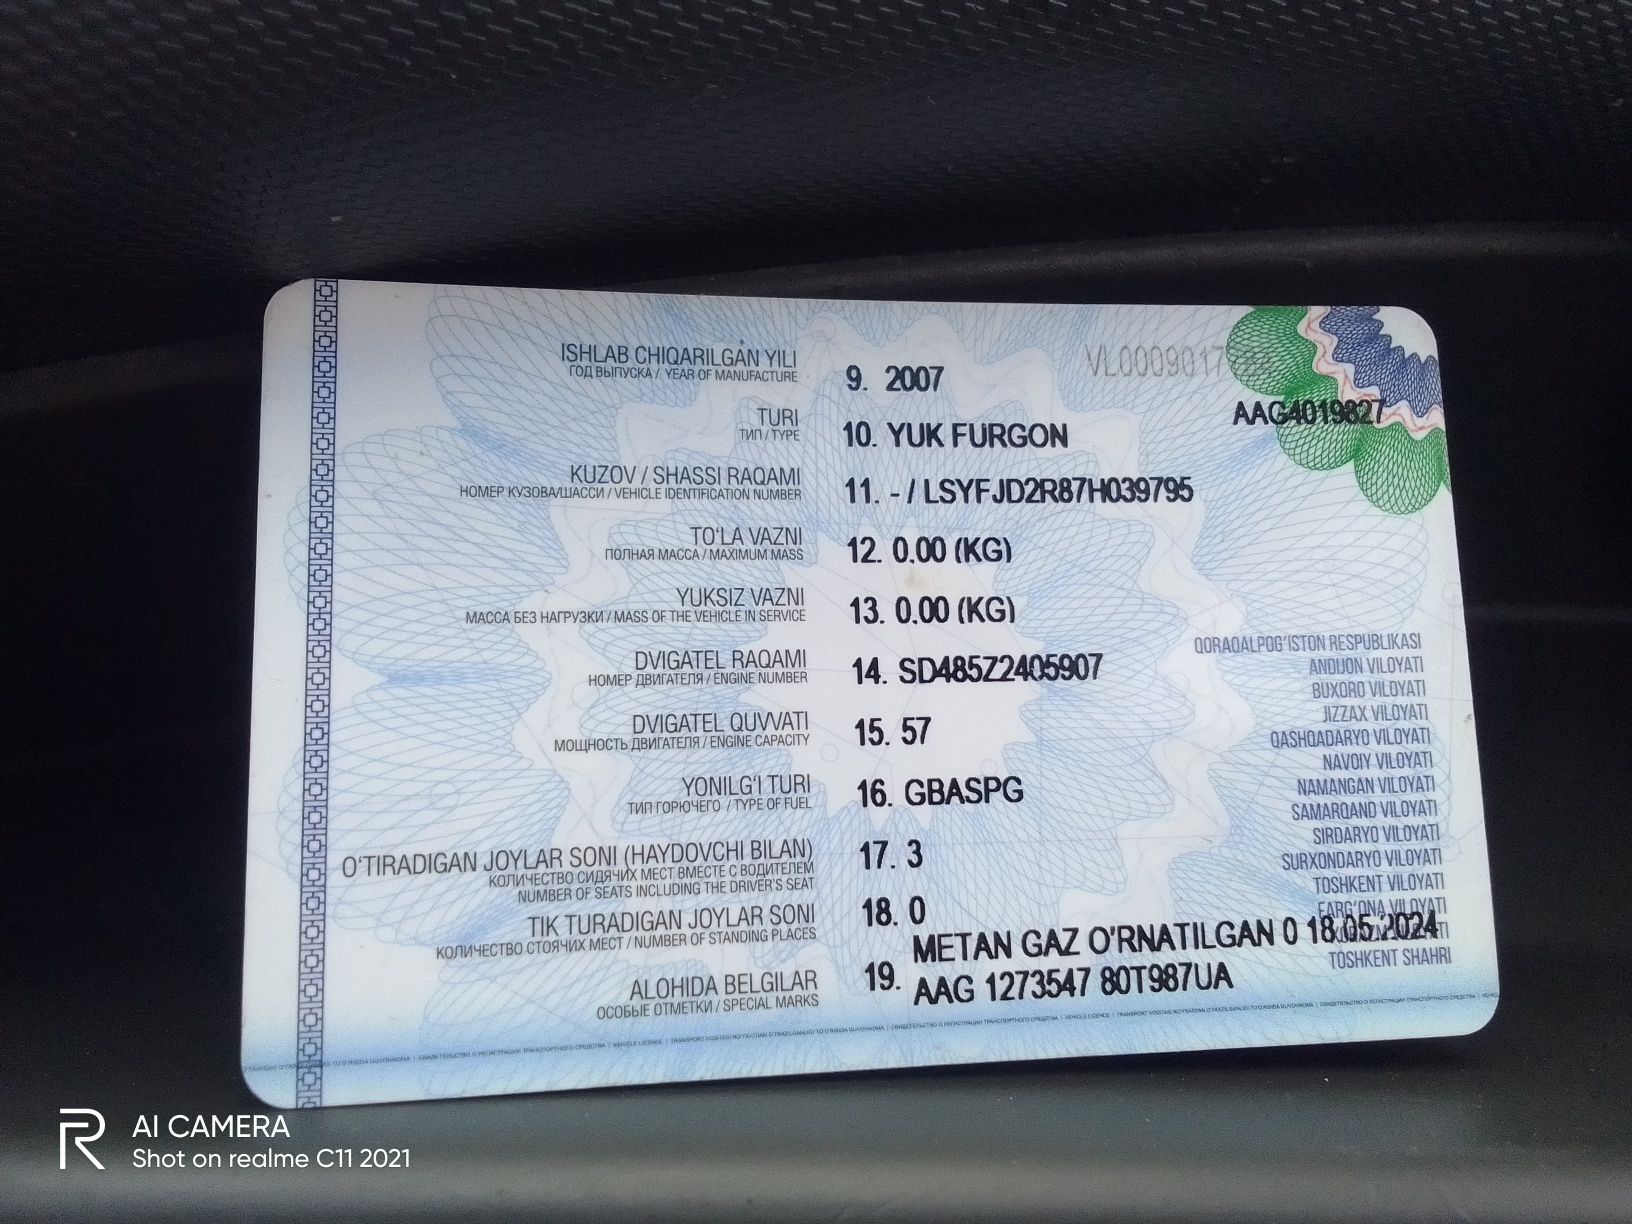 ISHLAB CHIQARILGAN YILI
ГОД ВЫПУСКА / YEAR OF MANUFACTURE
9. 2007
AAG4019827
TURI
ТИП / TYPE
10. YUK FURGON
KUZOV / SHASSI RAQAMI
НОМЕР КУЗОВА/ШАССИ / VEHICLE IDENTIFICATION NUMBER
11. - / LSYFJD2R87H039795
TO'LA VAZNI
ПОЛНАЯ МАССА / MAXIMUM MASS
12. 0.00 (KG)
YUKSIZ VAZNI
МАССА БЕЗ НАГРУЗКИ / MASS OF THE VEHICLE IN SERVICE
13. 0.00 (KG)
DVIGATEL RAQAMI
НОМЕР ДВИГАТЕЛЯ / ENGINE NUMBER
14. SD485Z2405907
DVIGATEL QUVVATI
МОЩНОСТЬ ДВИГАТЕЛЯ / ENGINE CAPACITY
15. 57
YONILG'I TURI
ТИП ГОРЮЧЕГО / TYPE OF FUEL
16. GBASPG
O'TIRADIGAN JOYLAR SONI (HAYDOVCHI BILAN)
КОЛИЧЕСТВО СИДЯЧИХ МЕСТ ВМЕСТЕ С ВОДИТЕЛЕМ
NUMBER OF SEATS INCLUDING THE DRIVER'S SEAT
17. 3
TIK TURADIGAN JOYLAR SONI
КОЛИЧЕСТВО СТОЯЧИХ МЕСТ / NUMBER OF STANDING PLACES
18. 0
ALOHIDA BELGILAR
ОСОБЫЕ ОТМЕТКИ / SPECIAL MARKS
19. METAN GAZ O'RNATILGAN 0 18.05.2024
AAG 1273547 80T987UA
QORAQALPOG'ISTON RESPUBLIKASI
ANDIJON VILOYATI
BUXORO VILOYATI
JIZZAX VILOYATI
QASHQADARYO VILOYATI
NAVOIY VILOYATI
NAMANGAN VILOYATI
SAMARQAND VILOYATI
SIRDARYO VILOYATI
SURXONDARYO VILOYATI
TOSHKENT VILOYATI
FARG'ONA VILOYATI
TOSHKENT SHAHRI
AI CAMERA
Shot on realme C11 2021